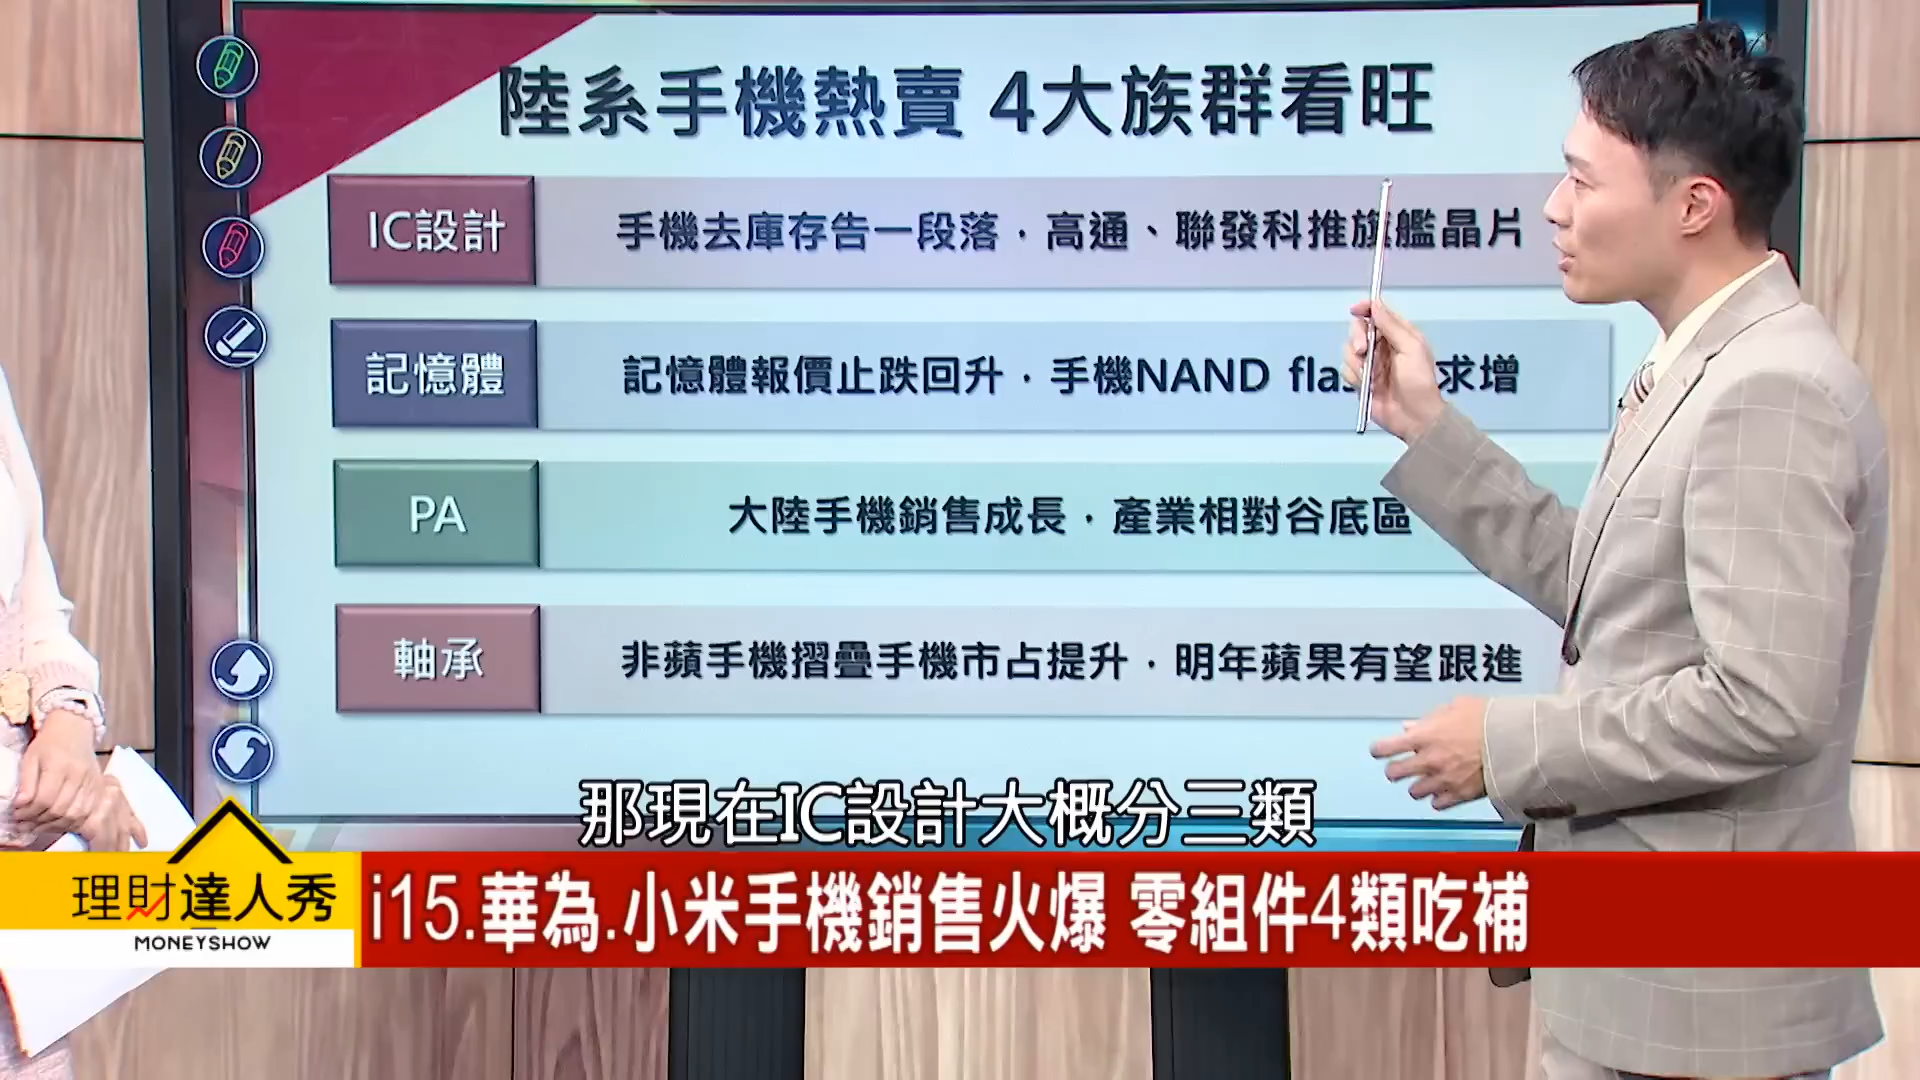 陸系手機熱賣 4大族群看旺
IC設計 手機去庫存告一段落，高通、聯發科推旗艦晶片
記憶體 記憶體報價止跌回升，手機NAND fla 求增
PA 大陸手機銷售成長，產業相對谷底區
軸承 非蘋手機摺疊手機市占提升，明年蘋果有望跟進
那現在IC設計大概分三類
理財達人秀
MONEYSHOW
i15.華為.小米手機銷售火爆 零組件4類吃補